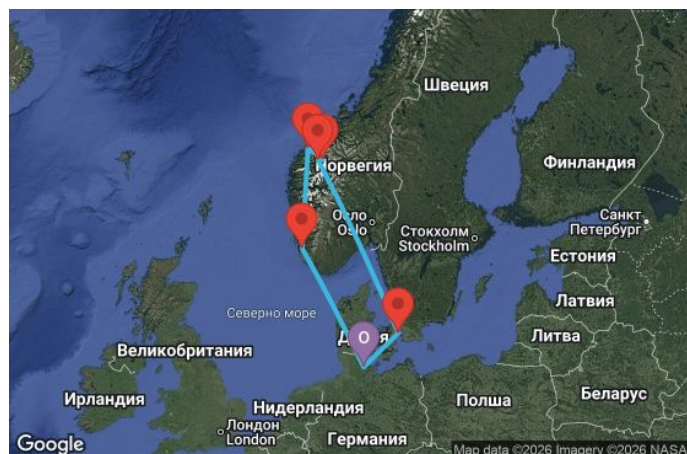 Швеция
Норвегия
Финландия
Осло
Oslo
Стокхолм
Stockholm
Санкт
Петербург
Естония
Латвия
Северно море
O
Великобритания
Литва
Ирландия
Нидерландия
Полша
Беларус
Лондон
London
Германия
Google
Map data ©2026 Imagery ©2026 NASA